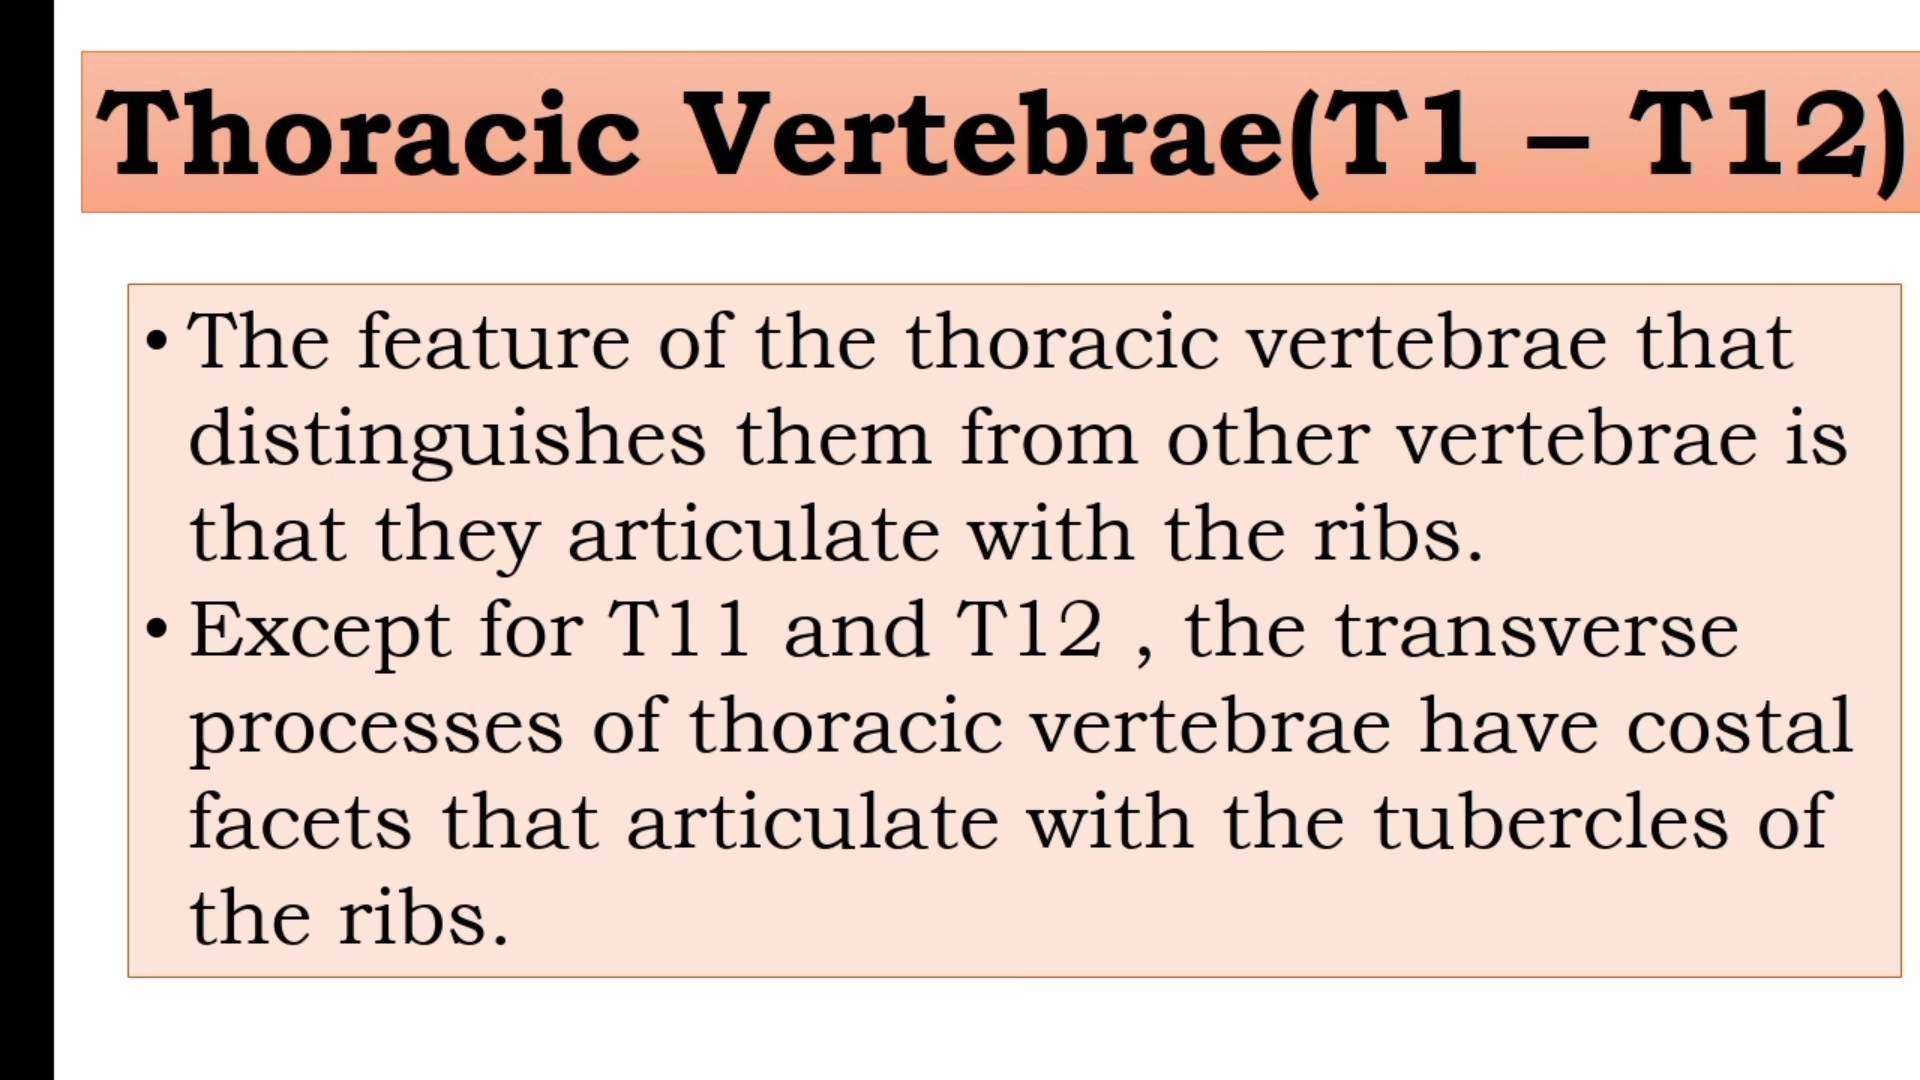 Thoracic Vertebrae(T1 – T12)
• The feature of the thoracic vertebrae that
distinguishes them from other vertebrae is
that they articulate with the ribs.
• Except for T11 and T12 , the transverse
processes of thoracic vertebrae have costal
facets that articulate with the tubercles of
the ribs.